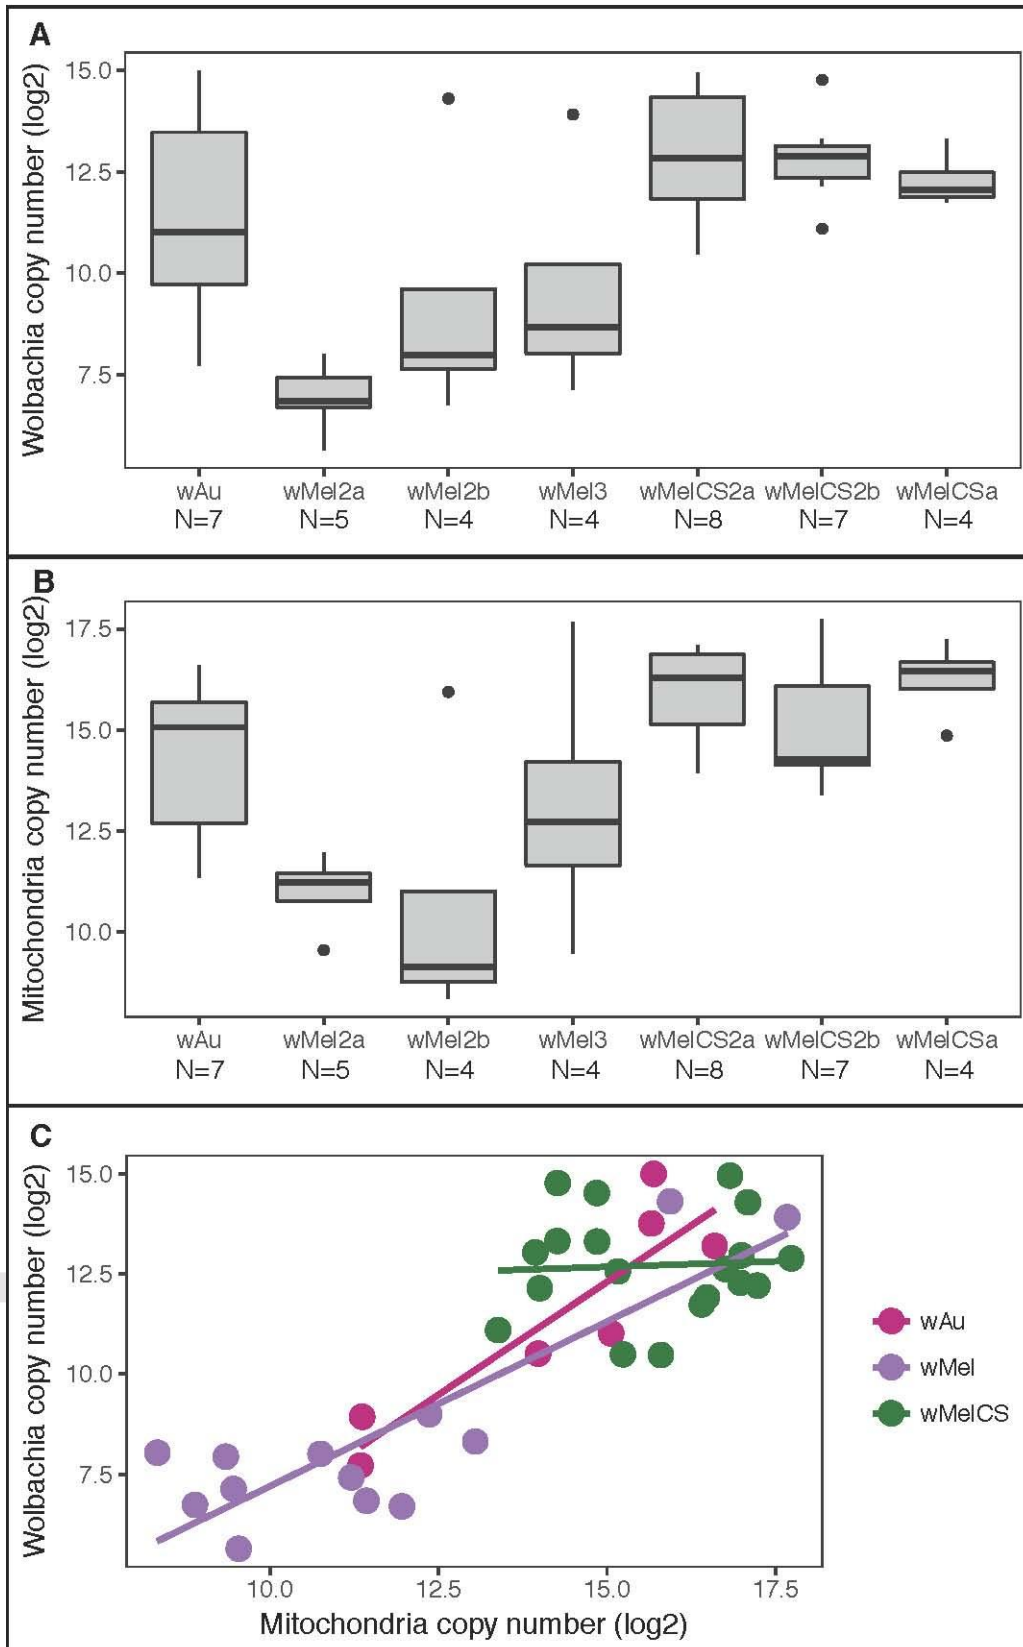 A
Wolbachia copy number (log2)
15.0
12.5
10.0
7.5
wAu wMel2a wMel2b wMel3 wMelCS2a wMelCS2b wMelCSa
N=7 N=5 N=4 N=4 N=8 N=7 N=4
B
Mitochondria copy number (log2)
17.5
15.0
12.5
10.0
wAu wMel2a wMel2b wMel3 wMelCS2a wMelCS2b wMelCSa
N=7 N=5 N=4 N=4 N=8 N=7 N=4
C
Wolbachia copy number (log2)
15.0
12.5
10.0
7.5
10.0 12.5 15.0 17.5
Mitochondria copy number (log2)
wAu
wMel
wMelCS